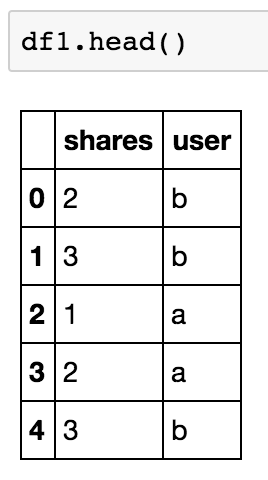 df1.head()
shares user
0 2 b
1 3 b
2 1 a
3 2 a
4 3 b